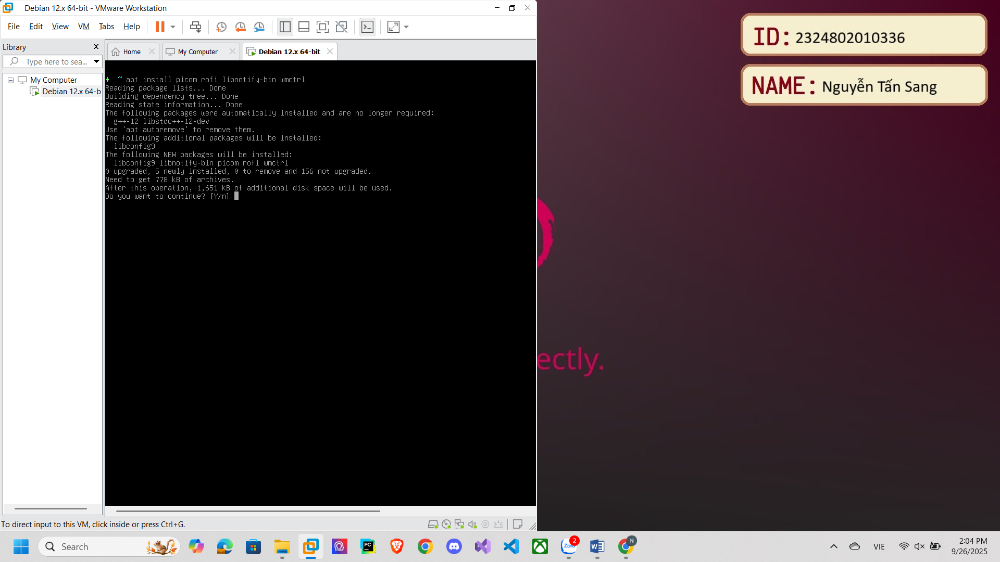 Debian 12.x 64-bit - VMware Workstation
File Edit View VM Tabs Help
Library
Type here to sea...
My Computer
Debian 12.x 64-b
Home
My Computer
Debian 12.x 64-bit
~ apt install picom rofi libnotify-bin wmctrl
Reading package lists... Done
Building dependency tree... Done
Reading state information... Done
The following packages were automatically installed and are no longer required:
g++-12 libstdc++-12-dev
Use 'apt autoremove' to remove them.
The following additional packages will be installed:
libconfig9
The following NEW packages will be installed:
libconfig9 libnotify-bin picom rofi wmctrl
0 upgraded, 5 newly installed, 0 to remove and 156 not upgraded.
Need to get 778 kB of archives.
After this operation, 1,651 kB of additional disk space will be used.
Do you want to continue? [Y/n]
To direct input to this VM, click inside or press Ctrl+G.
ID: 2324802010336
NAME: Nguyễn Tấn Sang
ectly.
Search
PC
Zalo
2
N
VIE
2:04 PM
9/26/2025